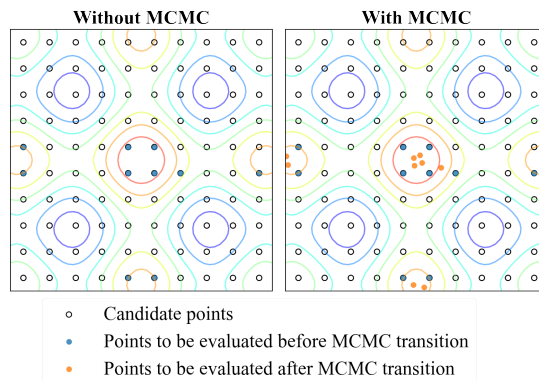 Without MCMC
With MCMC
Candidate points
Points to be evaluated before MCMC transition
Points to be evaluated after MCMC transition